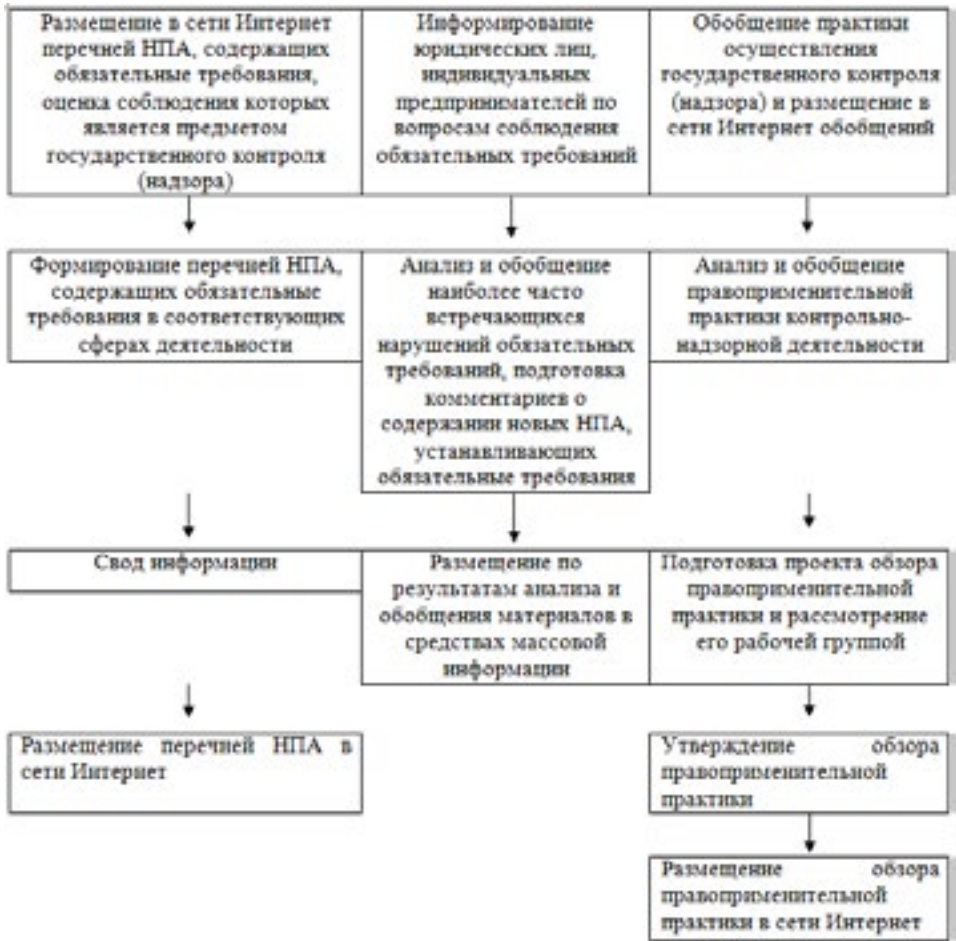 Размещение в сети Интернет
перечней НПА, содержащих
обязательные требования,
оценка соблюдения которых
является предметом
государственного контроля
(надзора)
Информирование
юридических лиц,
индивидуальных
предпринимателей по
вопросам соблюдения
обязательных требований
Обобщение практики
осуществления
государственного контроля
(надзора) и размещение в
сети Интернет обобщений
Формирование перечней НПА,
содержащих обязательные
требования в соответствующих
сферах деятельности
Анализ и обобщение
наиболее часто
встречающихся
нарушений обязательных
требований, подготовка
комментариев о
содержании новых НПА,
устанавливающих
обязательные требования
Анализ и обобщение
правоприменительной
практики контрольно-
надзорной деятельности
Свод информации
Размещение по
результатам анализа и
обобщения материалов в
средствах массовой
информации
Подготовка проекта обзора
правоприменительной
практики и рассмотрение
его рабочей группой
Размещение перечней НПА в
сети Интернет
Утверждение обзора
правоприменительной
практики
Размещение обзора
правоприменительной
практики в сети Интернет